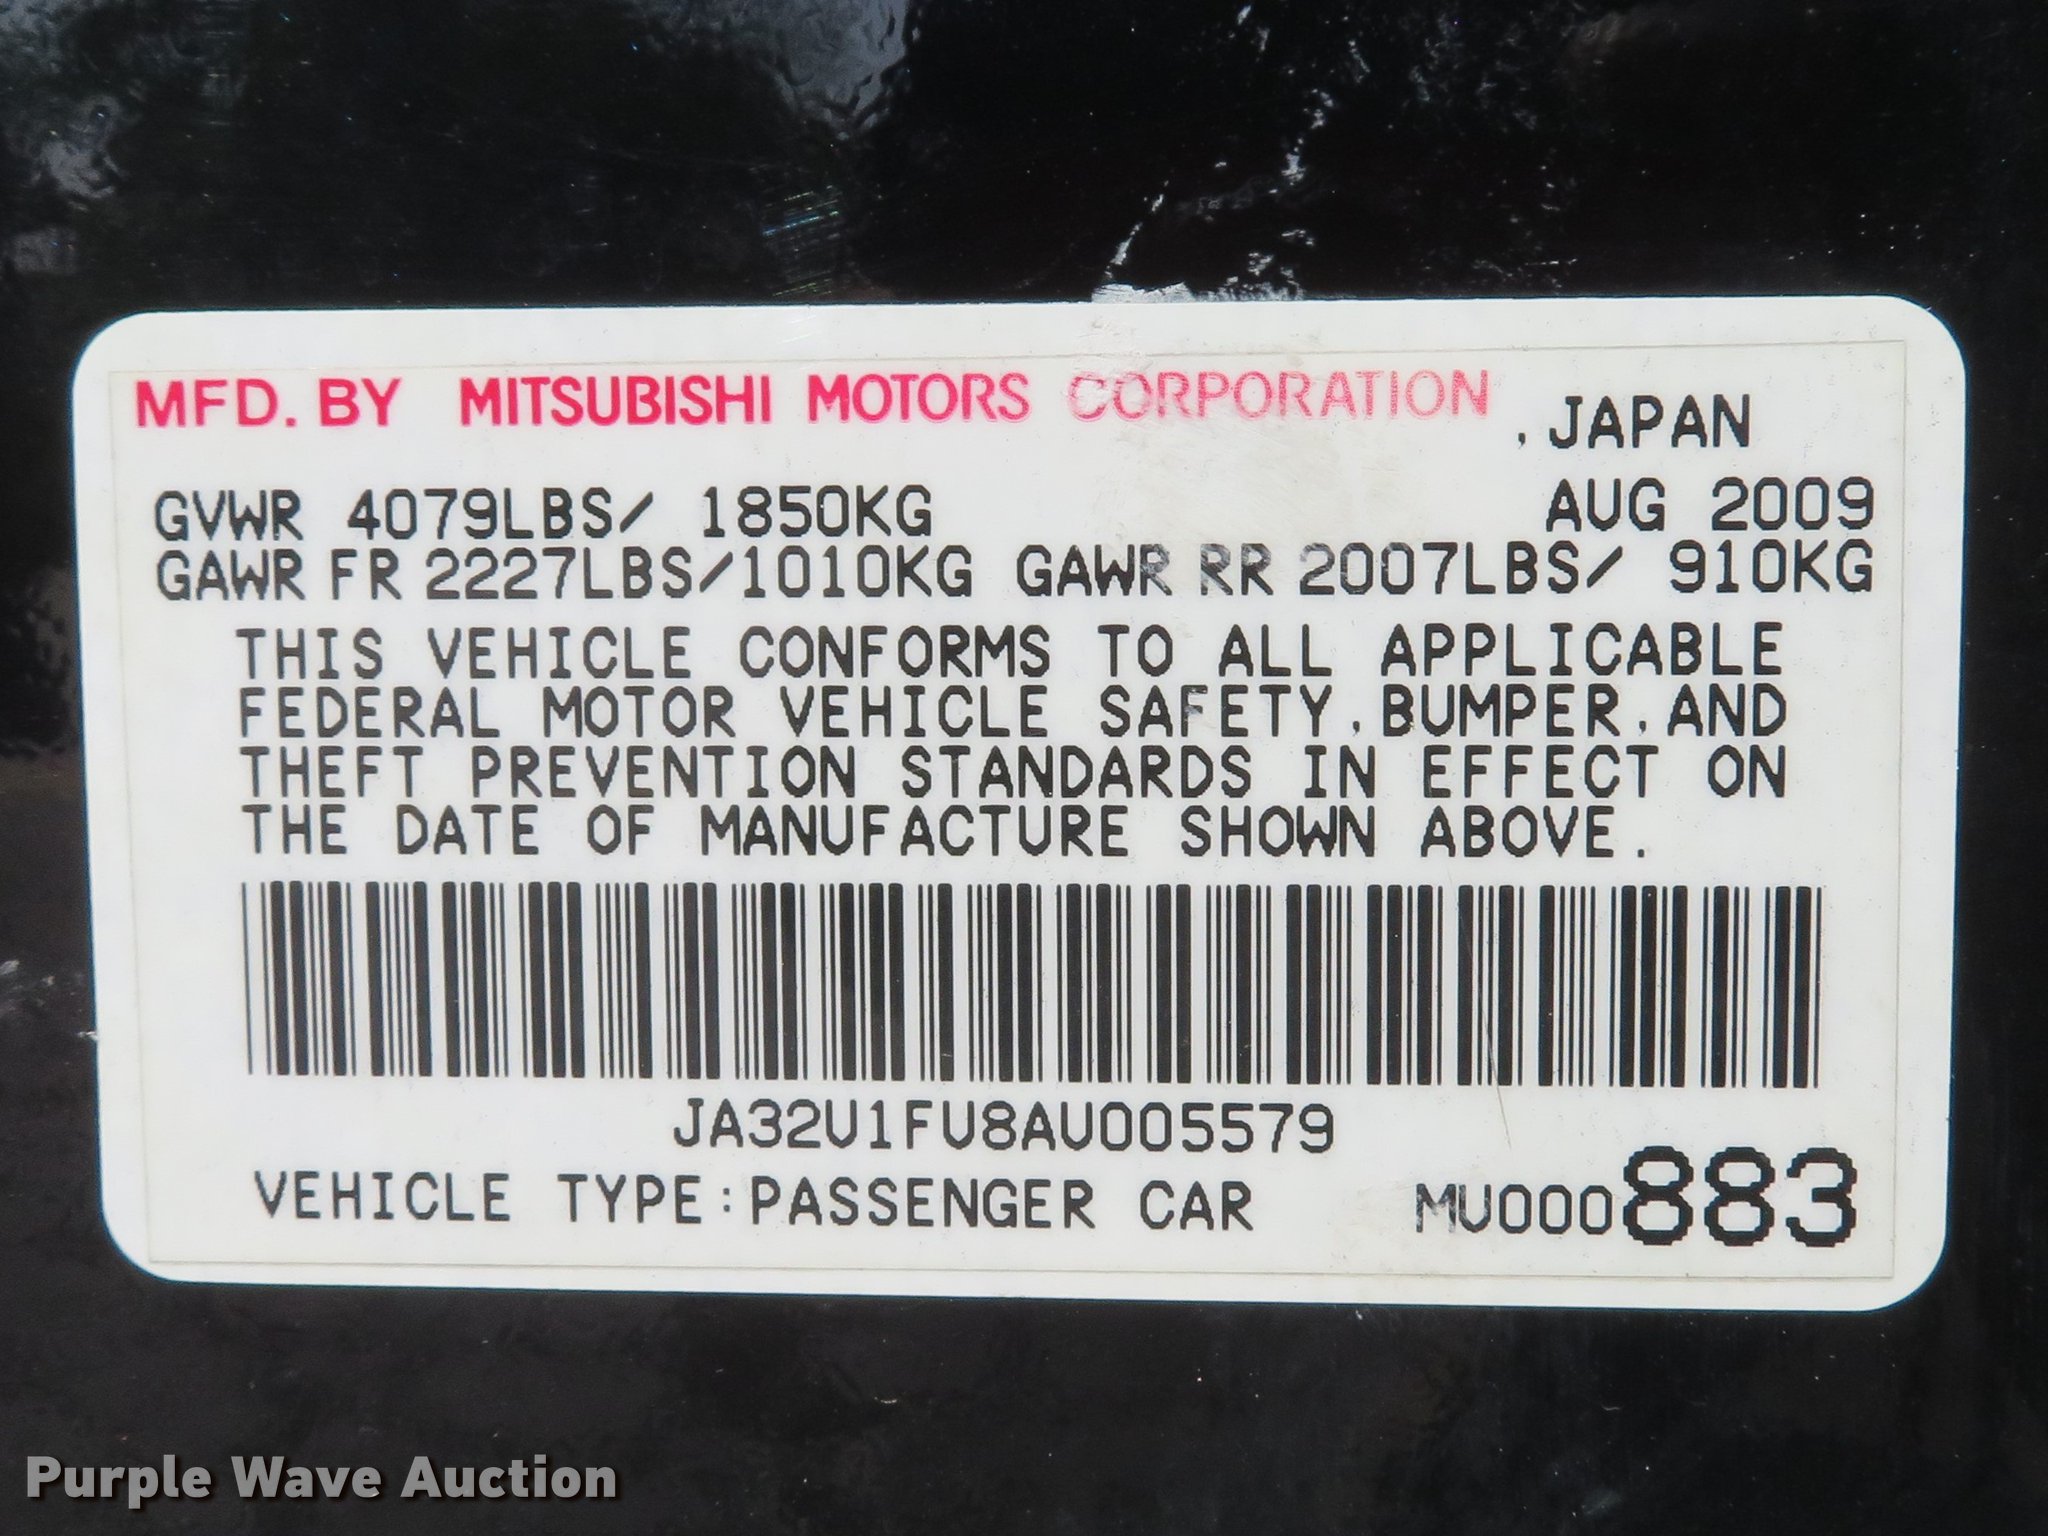 MFD. BY MITSUBISHI MOTORS CORPORATION , JAPAN
GVWR 4079LBS/ 1850KG AUG 2009
GAWR FR 2227LBS/1010KG GAWR RR 2007LBS/ 910KG
THIS VEHICLE CONFORMS TO ALL APPLICABLE
FEDERAL MOTOR VEHICLE SAFETY, BUMPER, AND
THEFT PREVENTION STANDARDS IN EFFECT ON
THE DATE OF MANUFACTURE SHOWN ABOVE.
JA32U1FU8AU005579
VEHICLE TYPE:PASSENGER CAR MU000883
Purple Wave Auction